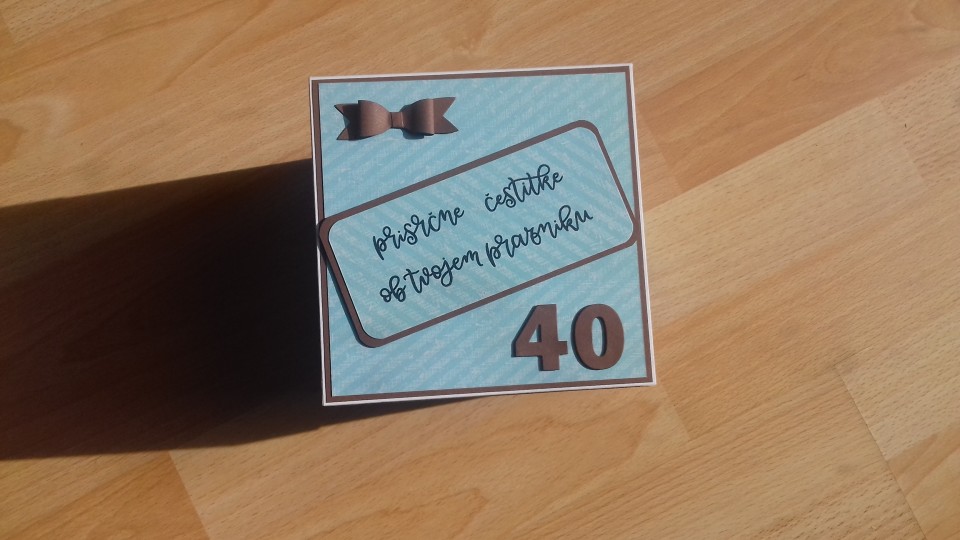 prisrčne čestitke
ob tvojem prazniku
40